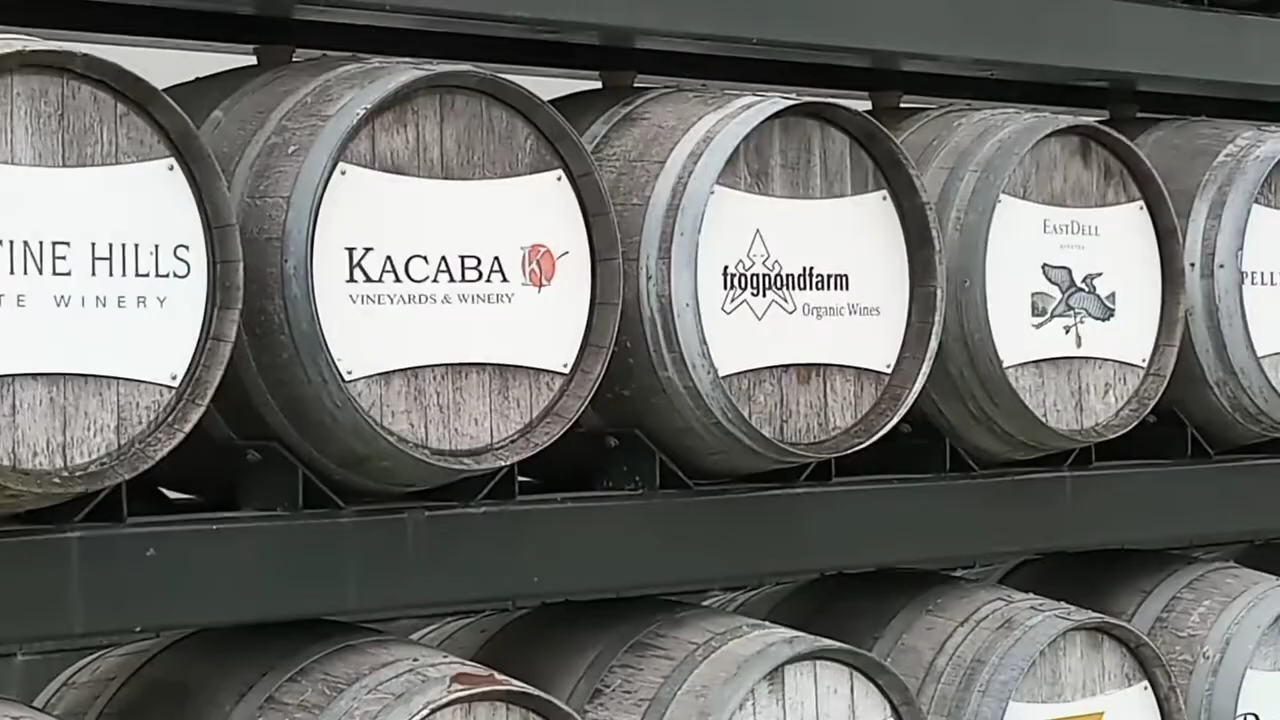 TINE HILLS
TE WINERY
KACABA K
VINEYARDS & WINERY
frogpondfarm
Organic Wines
EASTDELL
PELL